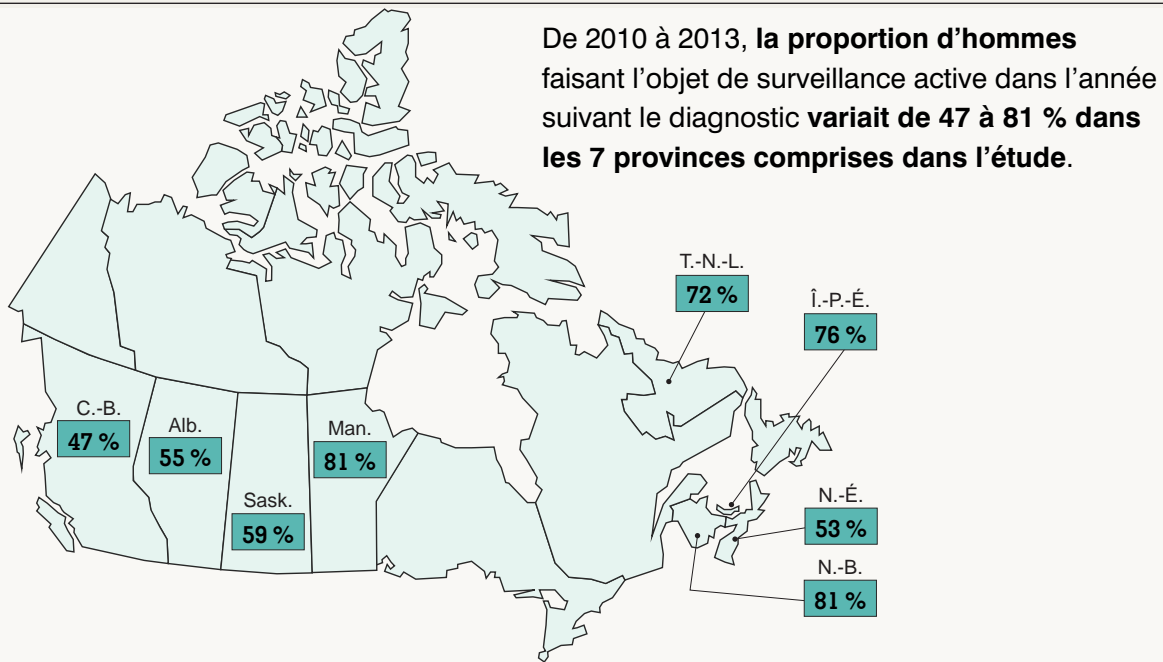 De 2010 à 2013, la proportion d'hommes
faisant l'objet de surveillance active dans l'année
suivant le diagnostic variait de 47 à 81 % dans
les 7 provinces comprises dans l'étude.
T.-N.-L.
72 %
Î.-P.-É.
76 %
C.-B.
47 %
Alb.
55 %
Sask.
59 %
Man.
81 %
N.-É.
53 %
N.-B.
81 %